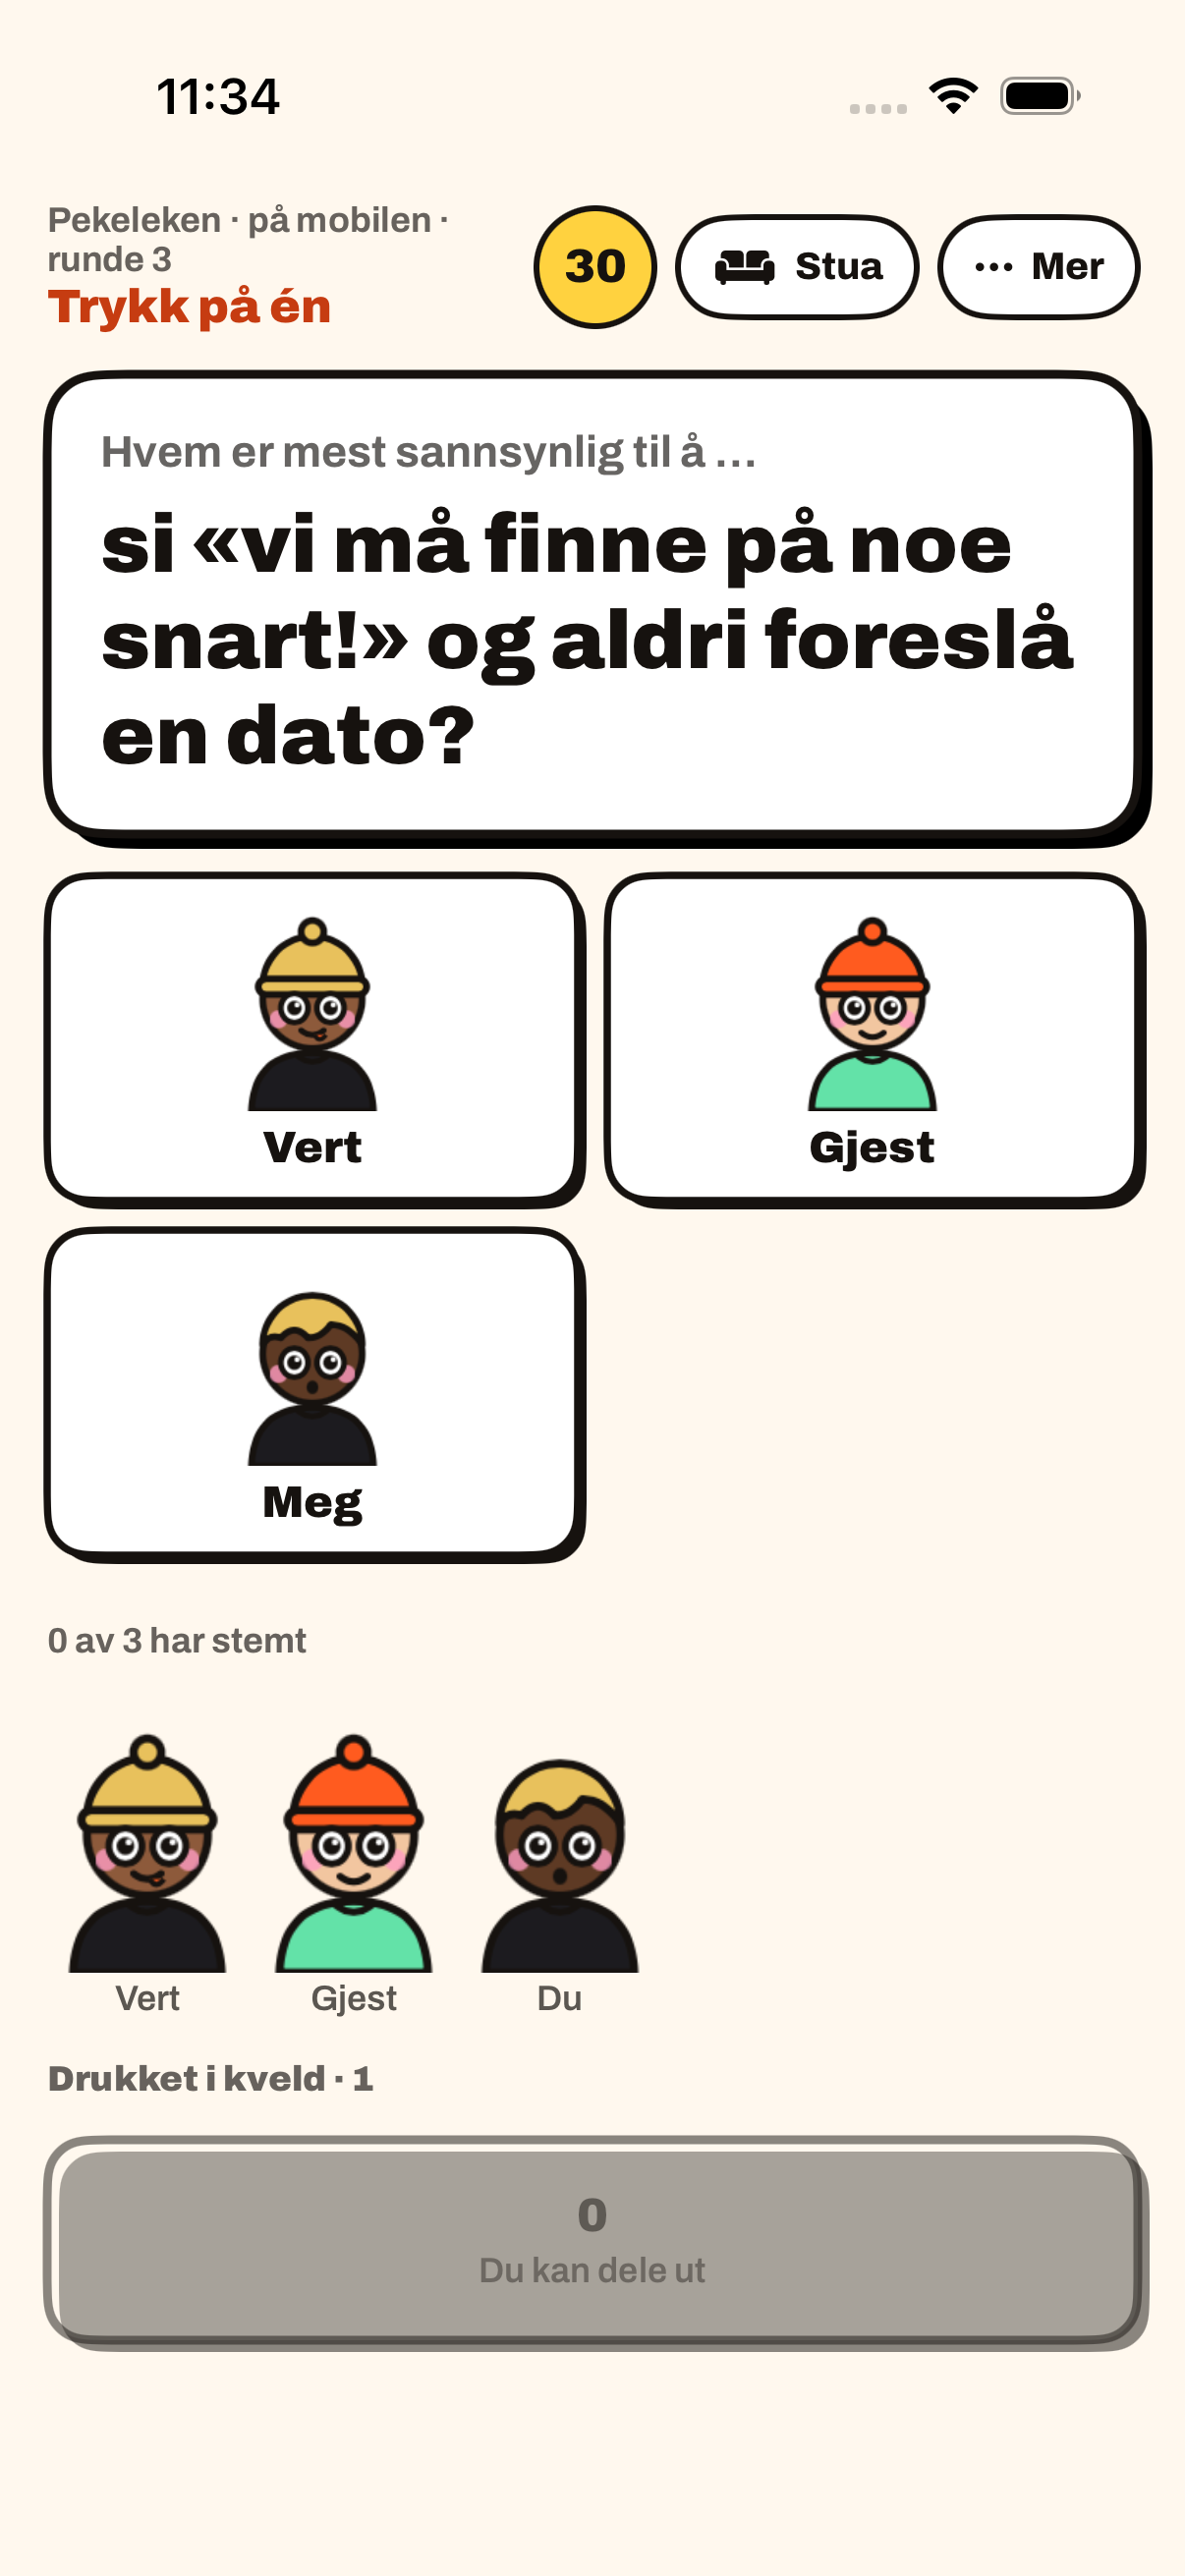 11:34
Pekeleken · på mobilen ·
runde 3
Trykk på én
30
Stua
Mer
Hvem er mest sannsynlig til å ...
si «vi må finne på noe
snart!» og aldri foreslå
en dato?
Vert
Gjest
Meg
0 av 3 har stemt
Vert
Gjest
Du
Drukket i kveld · 1
0
Du kan dele ut